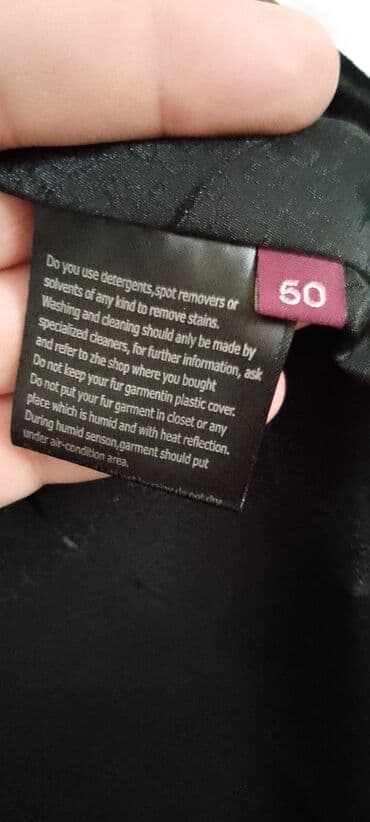 Do you use detergents,spot removers or
solvents of any kind to remove stains.
Washing and cleaning should anly be made by
specialized cleaners, for further information, ask
and refer to zhe shop where you bought
Do not keep your fur garmentin plastic cover.
Do not put your fur garment in closet or any
place which is humid and with heat reflection.
During humid senson,garment should put
under air-condition area.
do not dry
50